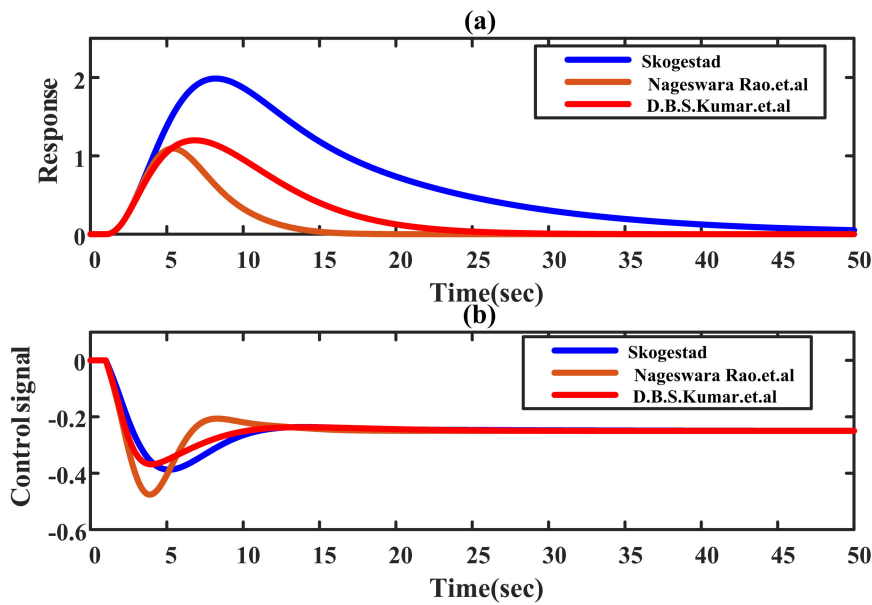 (a)
Response
2
1
0
Skogestad
Nageswara Rao.et.al
D.B.S.Kumar.et.al
0 5 10 15 20 25 30 35 40 45 50
Time(sec)
(b)
Control signal
0
-0.2
-0.4
-0.6
Skogestad
Nageswara Rao.et.al
D.B.S.Kumar.et.al
0 5 10 15 20 25 30 35 40 45 50
Time(sec)